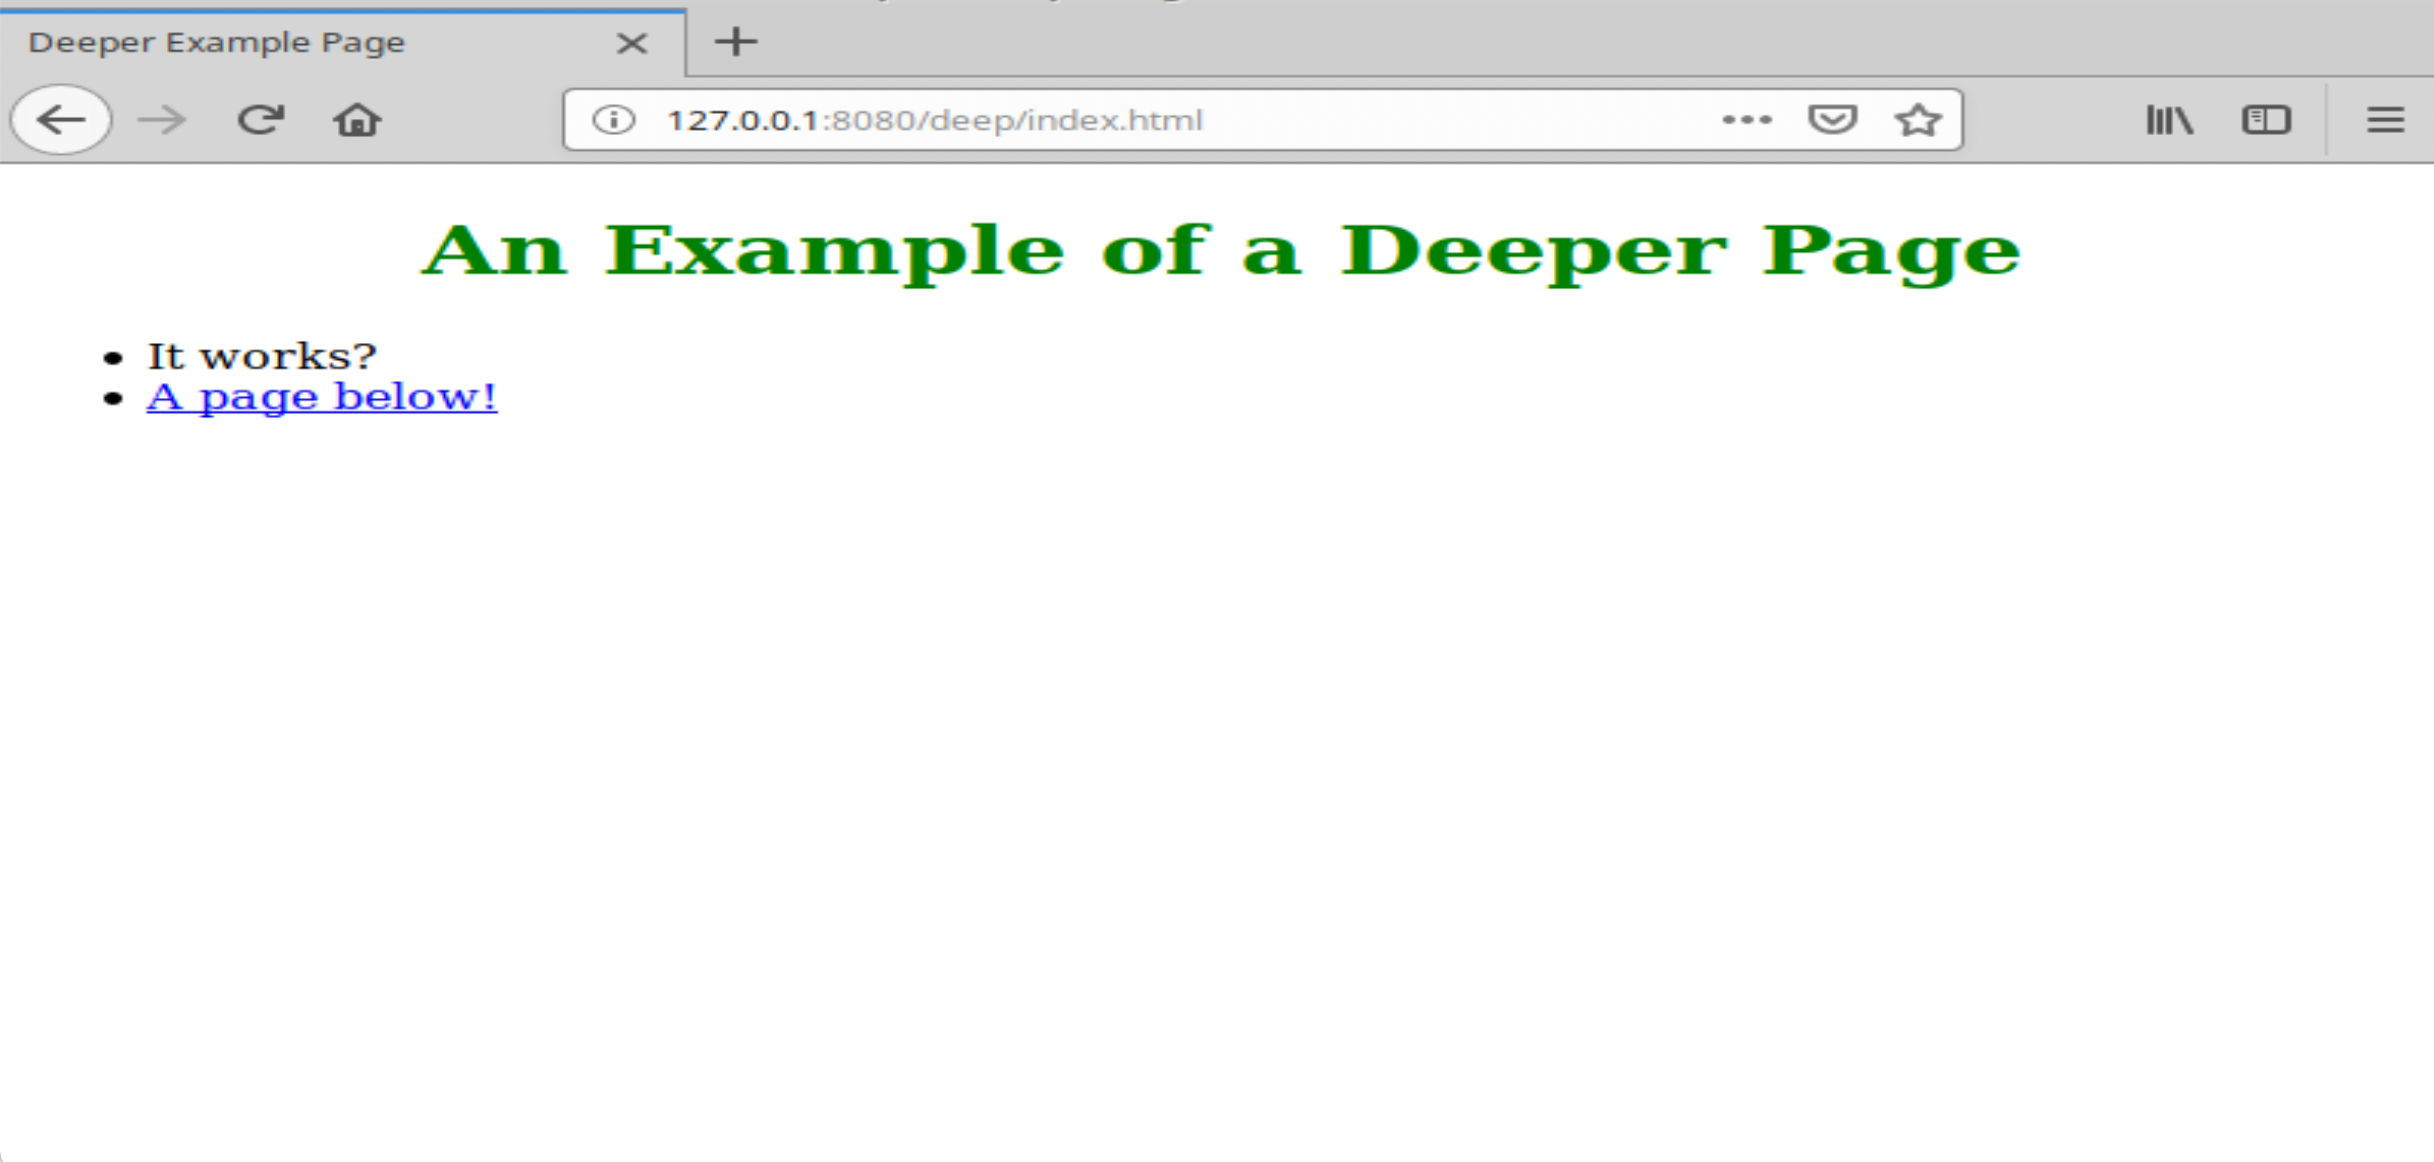 Deeper Example Page
127.0.0.1:8080/deep/index.html
An Example of a Deeper Page
• It works?
• A page below!